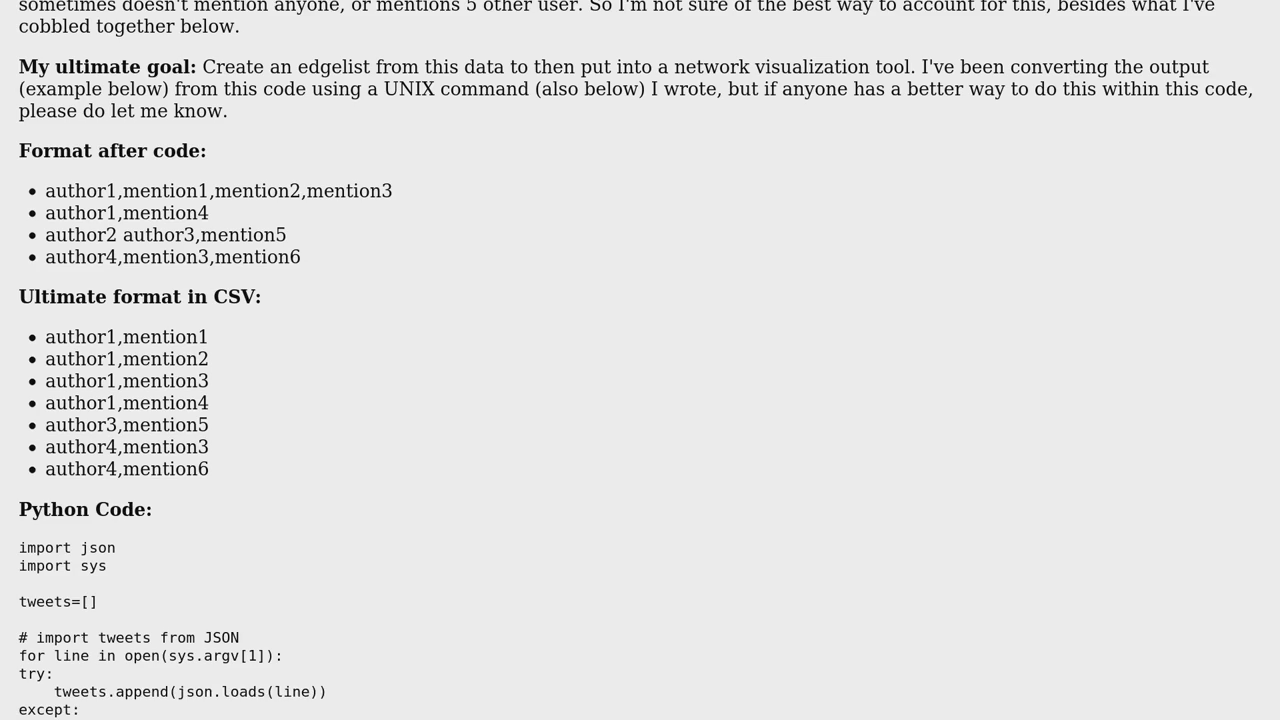 sometimes doesn't mention anyone, or mentions 5 other user. So I'm not sure of the best way to account for this, besides what I've
cobbled together below.
My ultimate goal: Create an edgelist from this data to then put into a network visualization tool. I've been converting the output
(example below) from this code using a UNIX command (also below) I wrote, but if anyone has a better way to do this within this code,
please do let me know.
Format after code:
• author1,mention1,mention2,mention3
• author1,mention4
• author2 author3,mention5
• author4,mention3,mention6
Ultimate format in CSV:
• author1,mention1
• author1,mention2
• author1,mention3
• author1,mention4
• author3,mention5
• author4,mention3
• author4,mention6
Python Code:
import json
import sys
tweets=[]
# import tweets from JSON
for line in open(sys.argv[1]):
try:
    tweets.append(json.loads(line))
except: